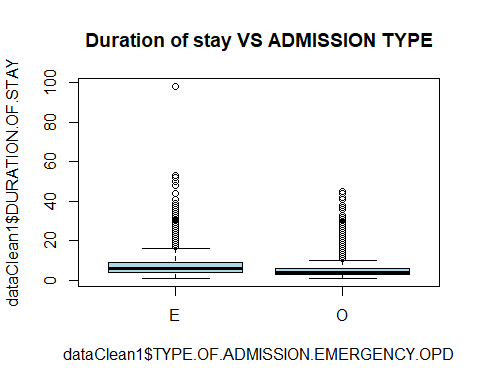 Duration of stay VS ADMISSION TYPE
dataClean1$DURATION.OF.STAY
100
80
60
40
20
0
E O
dataClean1$TYPE.OF.ADMISSION.EMERGENCY.OPD